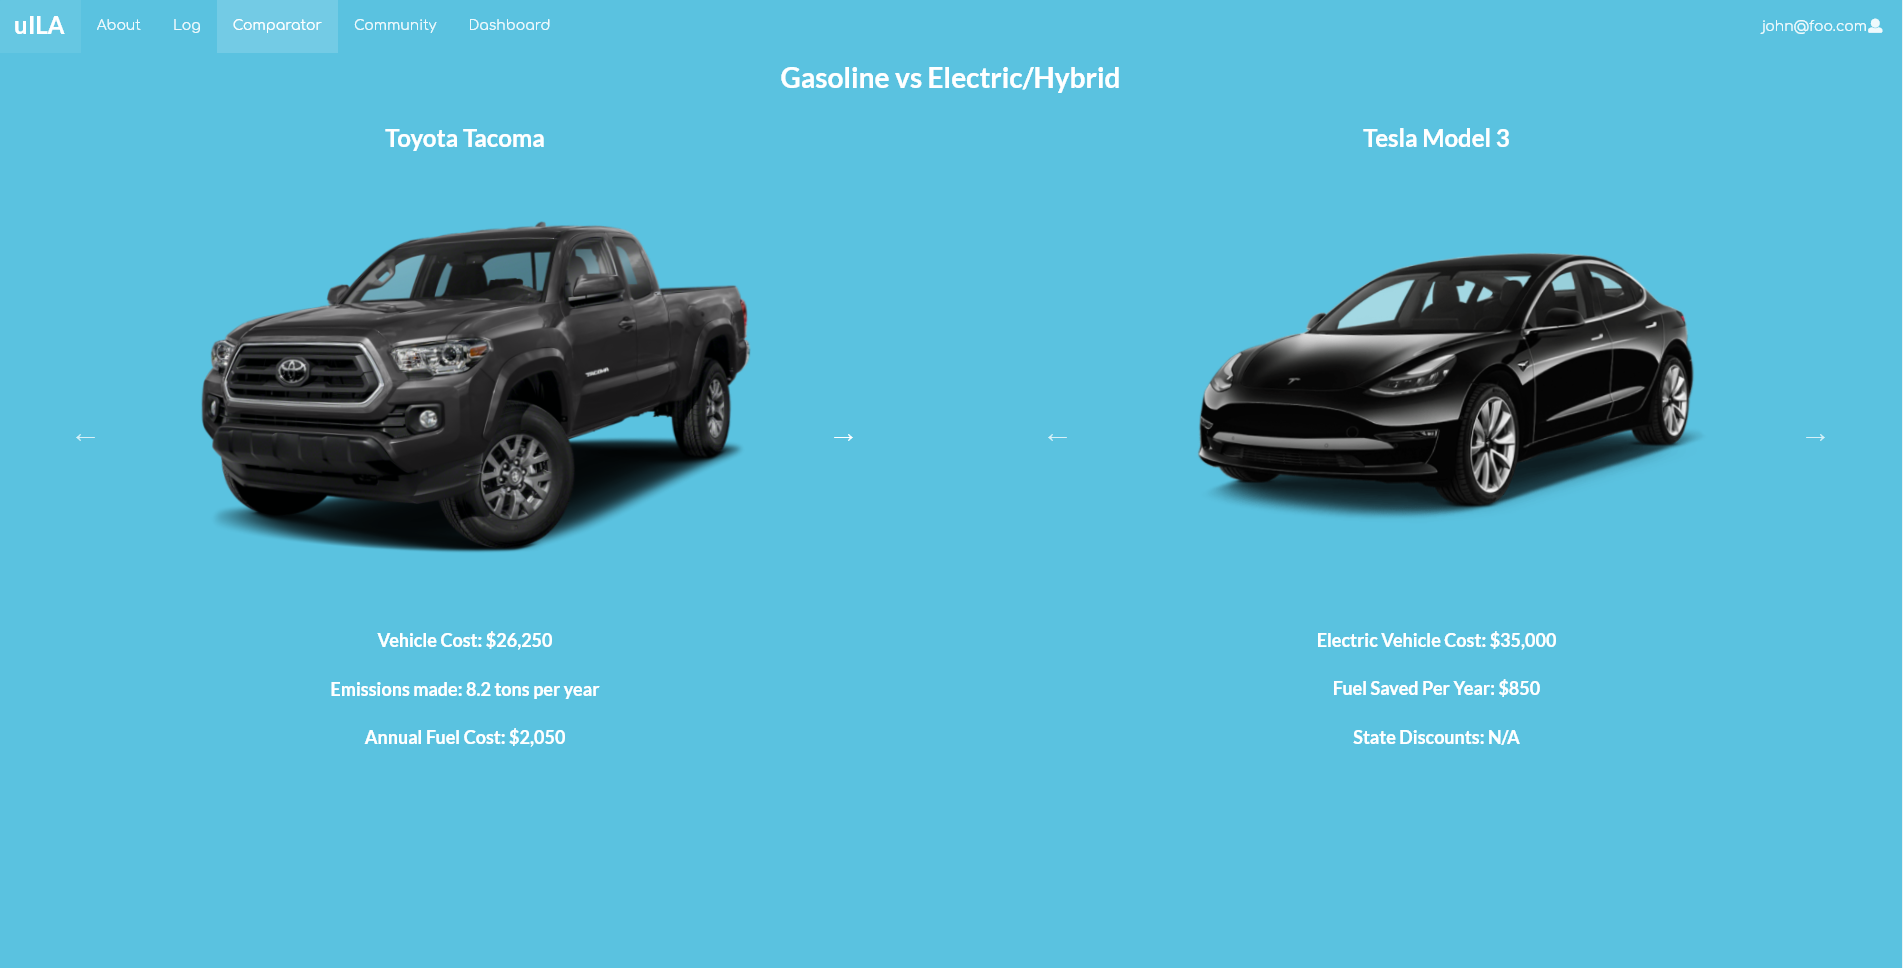 uILA About Log Comparator Community Dashboard john@foo.com
Gasoline vs Electric/Hybrid
Toyota Tacoma
Tesla Model 3
TACOMA
← → ← →
Vehicle Cost: $26,250
Emissions made: 8.2 tons per year
Annual Fuel Cost: $2,050
Electric Vehicle Cost: $35,000
Fuel Saved Per Year: $850
State Discounts: N/A